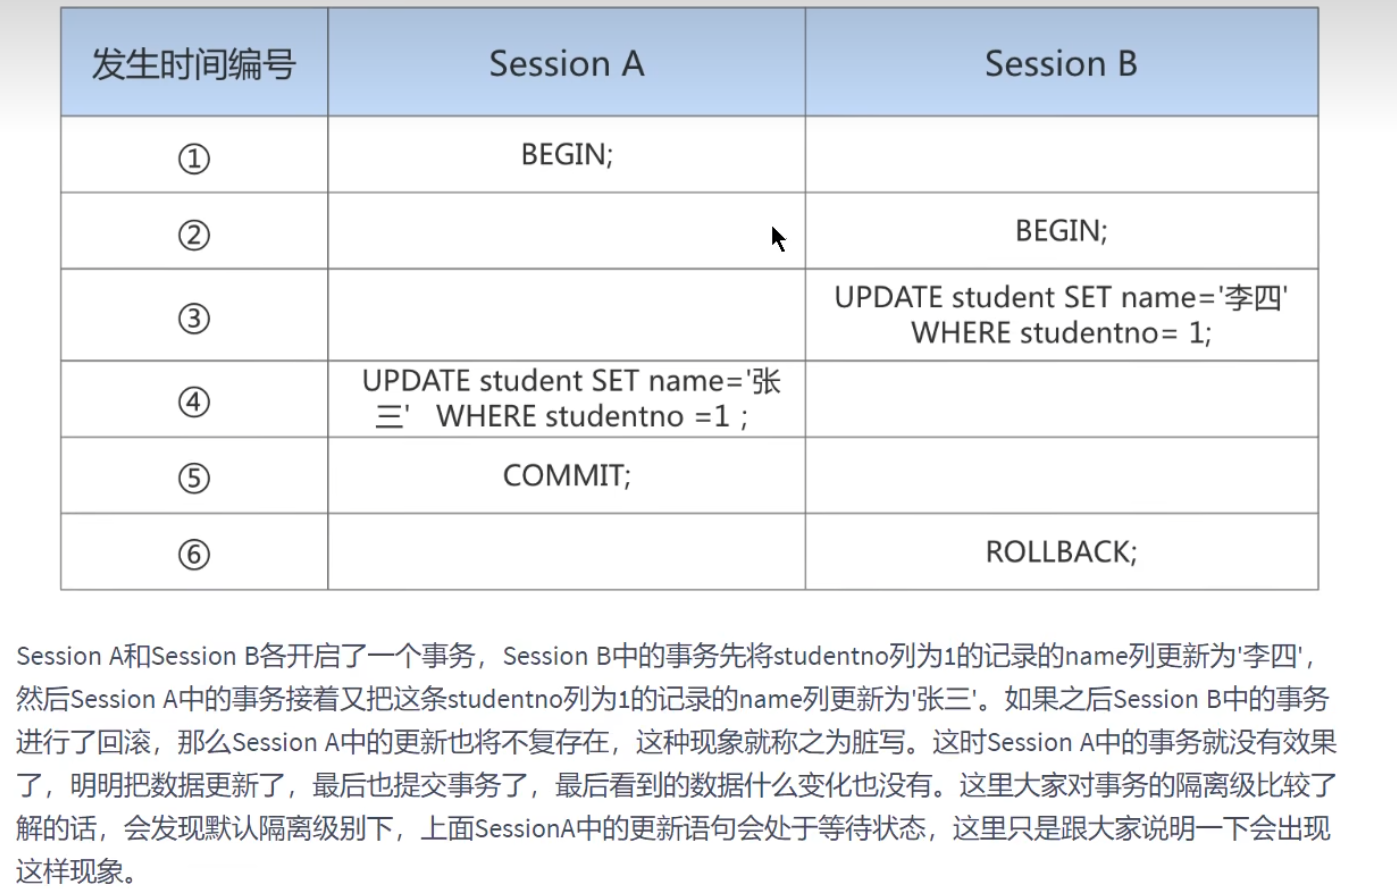 发生时间编号 Session A Session B
① BEGIN;
② BEGIN;
③ UPDATE student SET name='李四'
WHERE studentno= 1;
④ UPDATE student SET name='张
三' WHERE studentno =1 ;
⑤ COMMIT;
⑥ ROLLBACK;
Session A和Session B各开启了一个事务，Session B中的事务先将studentno列为1的记录的name列更新为'李四'，
然后Session A中的事务接着又把这条studentno列为1的记录的name列更新为'张三'。如果之后Session B中的事务
进行了回滚，那么Session A中的更新也将不复存在，这种现象就称之为脏写。这时Session A中的事务就没有效果
了，明明把数据更新了，最后也提交事务了，最后看到的数据什么变化也没有。这里大家对事务的隔离级比较了
解的话，会发现默认隔离级别下，上面SessionA中的更新语句会处于等待状态，这里只是跟大家说明一下会出现
这样现象。